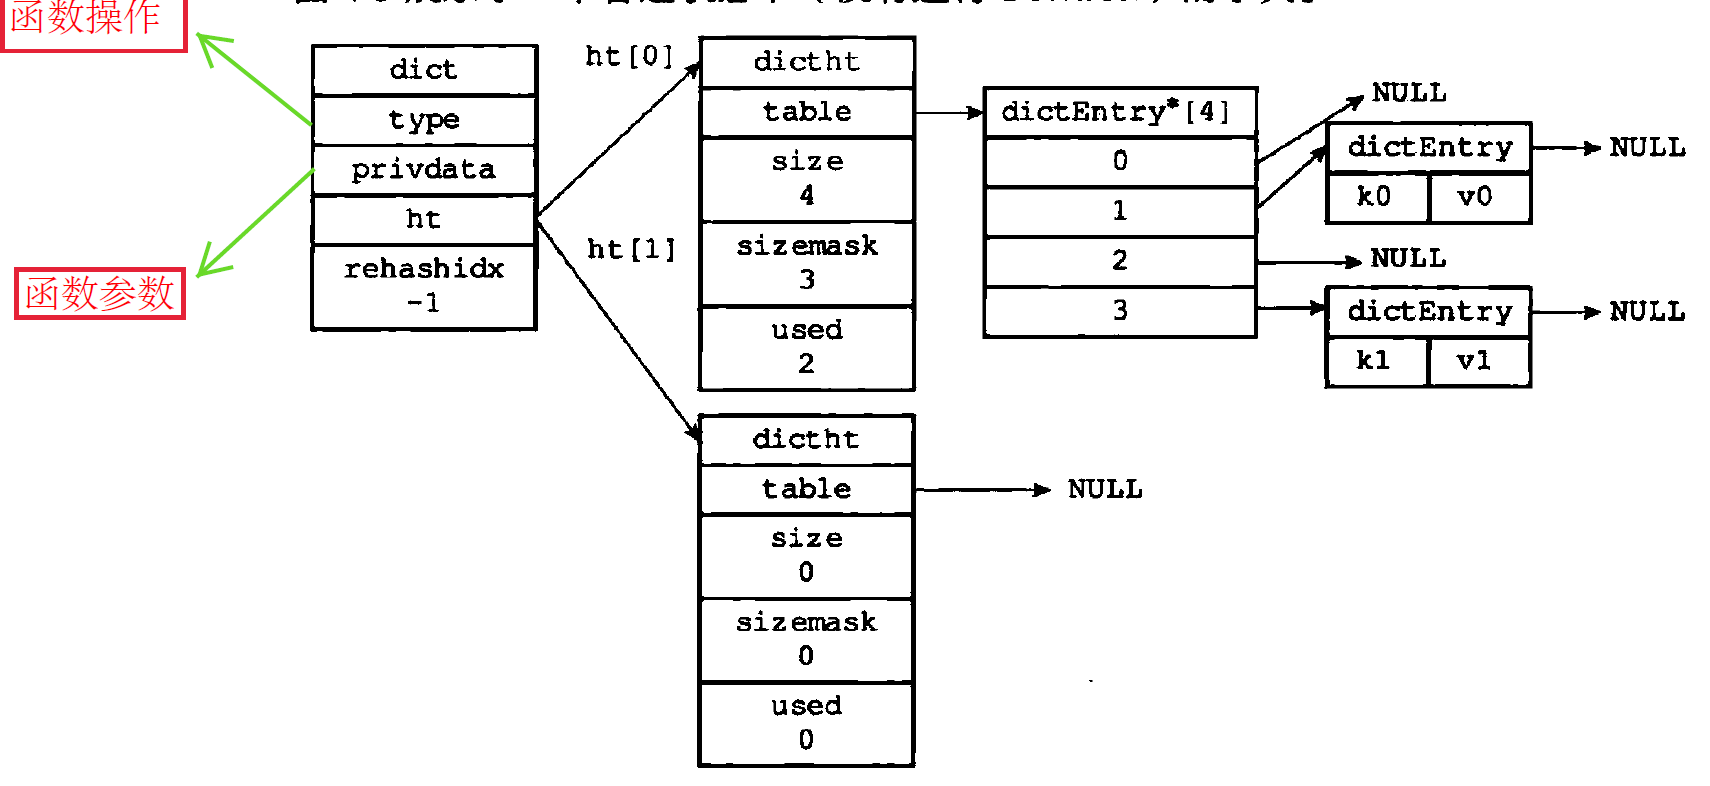 函数操作
函数参数
dict
type
privdata
ht
rehashidx
-1
ht[0]
ht[1]
dictht
table
size
4
sizemask
3
used
2
dictEntry*[4]
0
1
2
3
NULL
dictEntry
k0 v0
NULL
NULL
dictEntry
k1 v1
NULL
dictht
table
NULL
size
0
sizemask
0
used
0